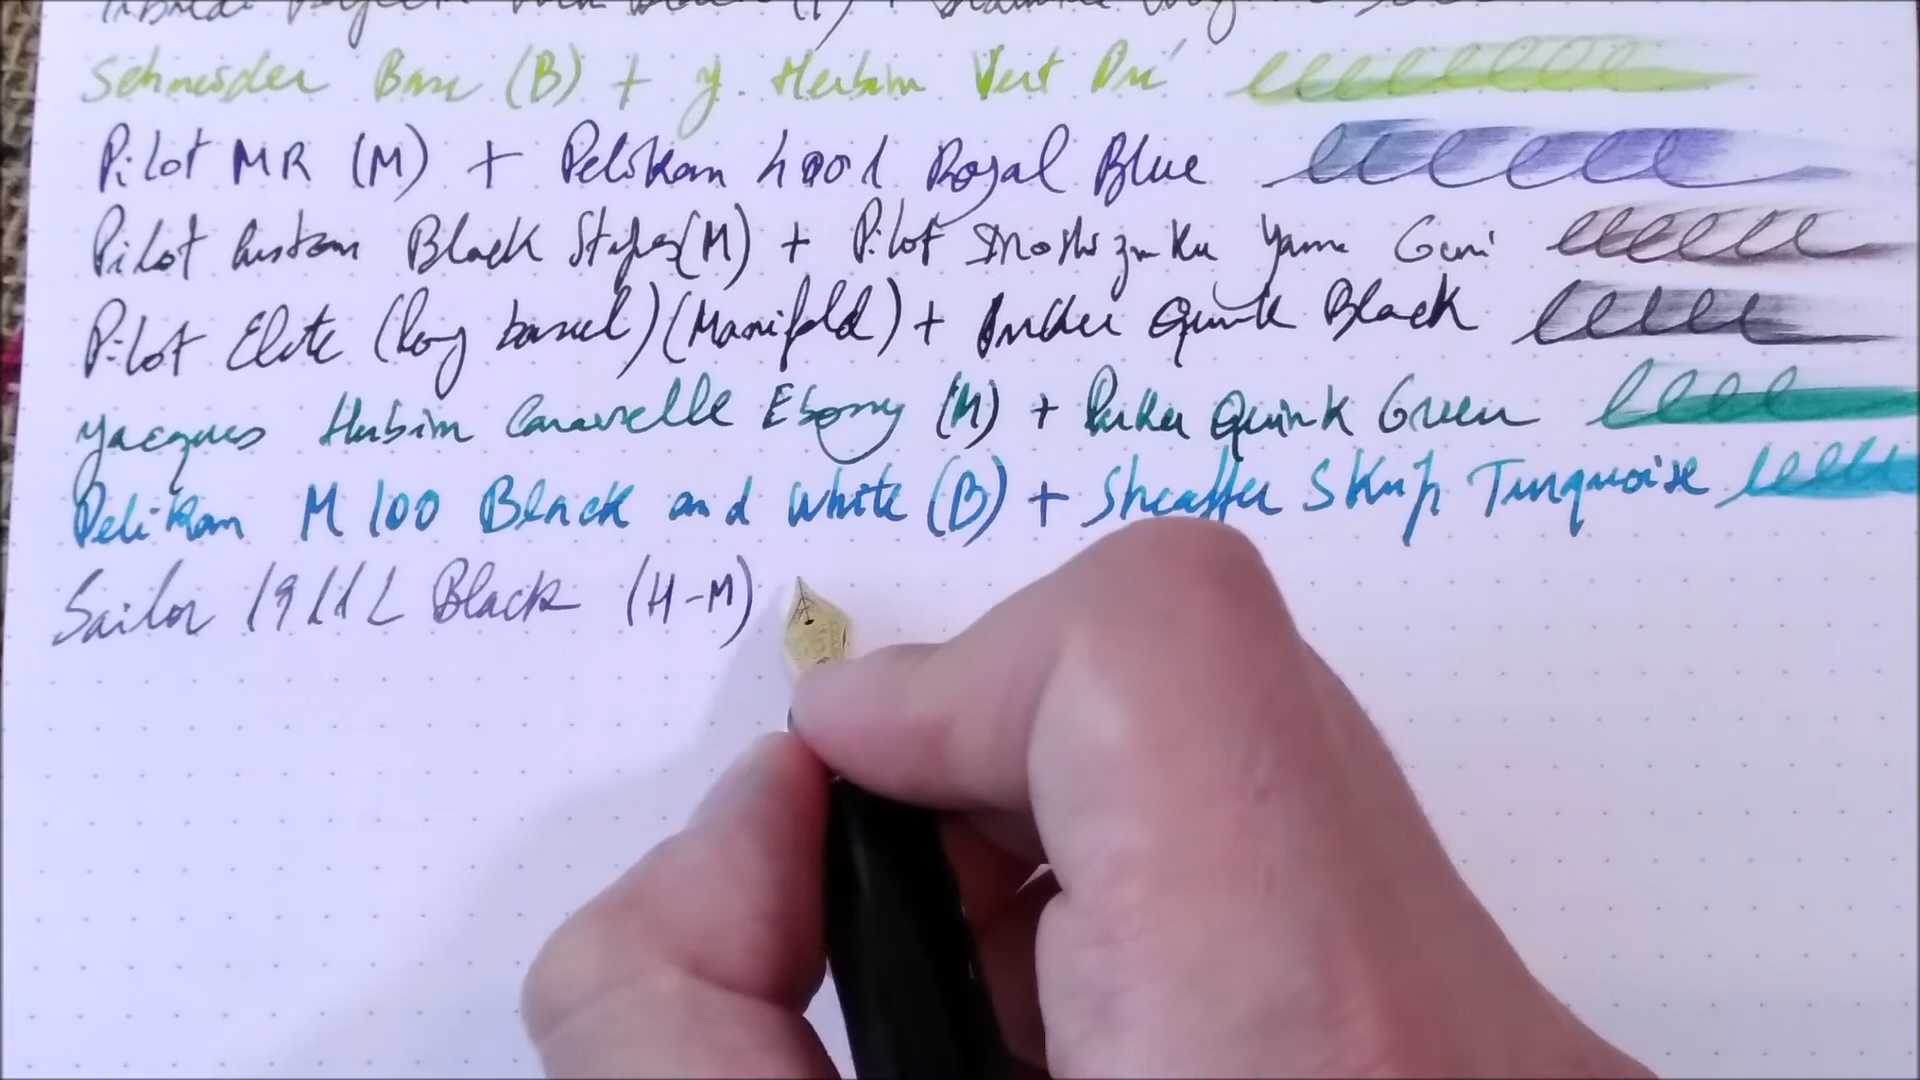 Schneider Base (B) + J. Herbin Vert Pré
Pilot MR (M) + Pelikan 4001 Royal Blue
Pilot Custom Black Stripes (M) + Pilot Iroshizuku Yama Guri
Pilot Elite (long barrel) (Manifold) + Parker Quink Black
Jacques Herbin Caravelle Ebony (M) + Parker Quink Green
Pelikan M100 Black and White (B) + Sheaffer Skrip Turquoise
Sailor 1911L Black (H-M)